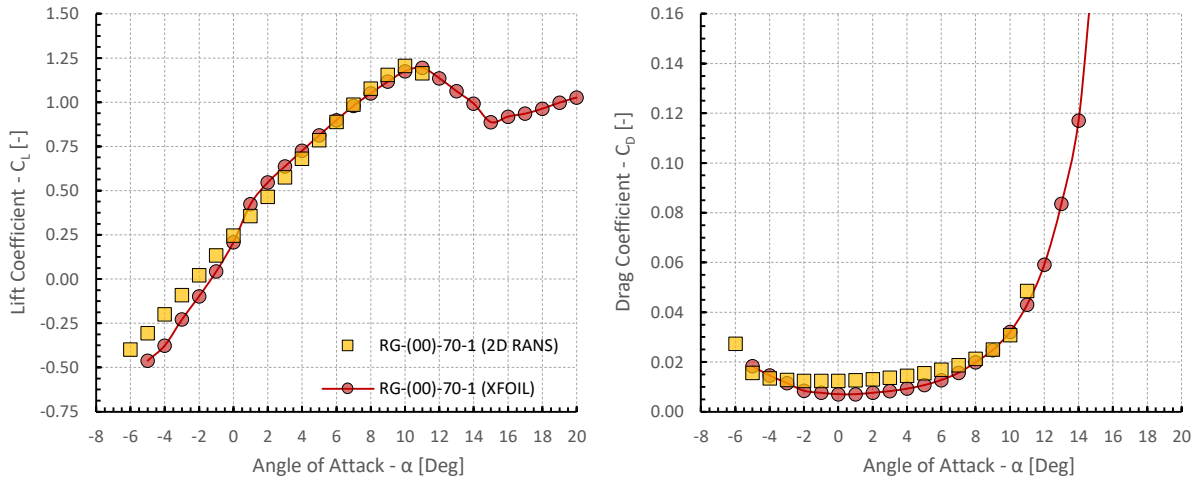 1.50
1.25
1.00
0.75
0.50
0.25
0.00
-0.25
-0.50
-0.75
Lift Coefficient - C_L [-]
RG-(00)-70-1 (2D RANS)
RG-(00)-70-1 (XFOIL)
-8 -6 -4 -2 0 2 4 6 8 10 12 14 16 18 20
Angle of Attack - α [Deg]
0.16
0.14
0.12
0.10
0.08
0.06
0.04
0.02
0.00
Drag Coefficient - C_D [-]
-8 -6 -4 -2 0 2 4 6 8 10 12 14 16 18 20
Angle of Attack - α [Deg]